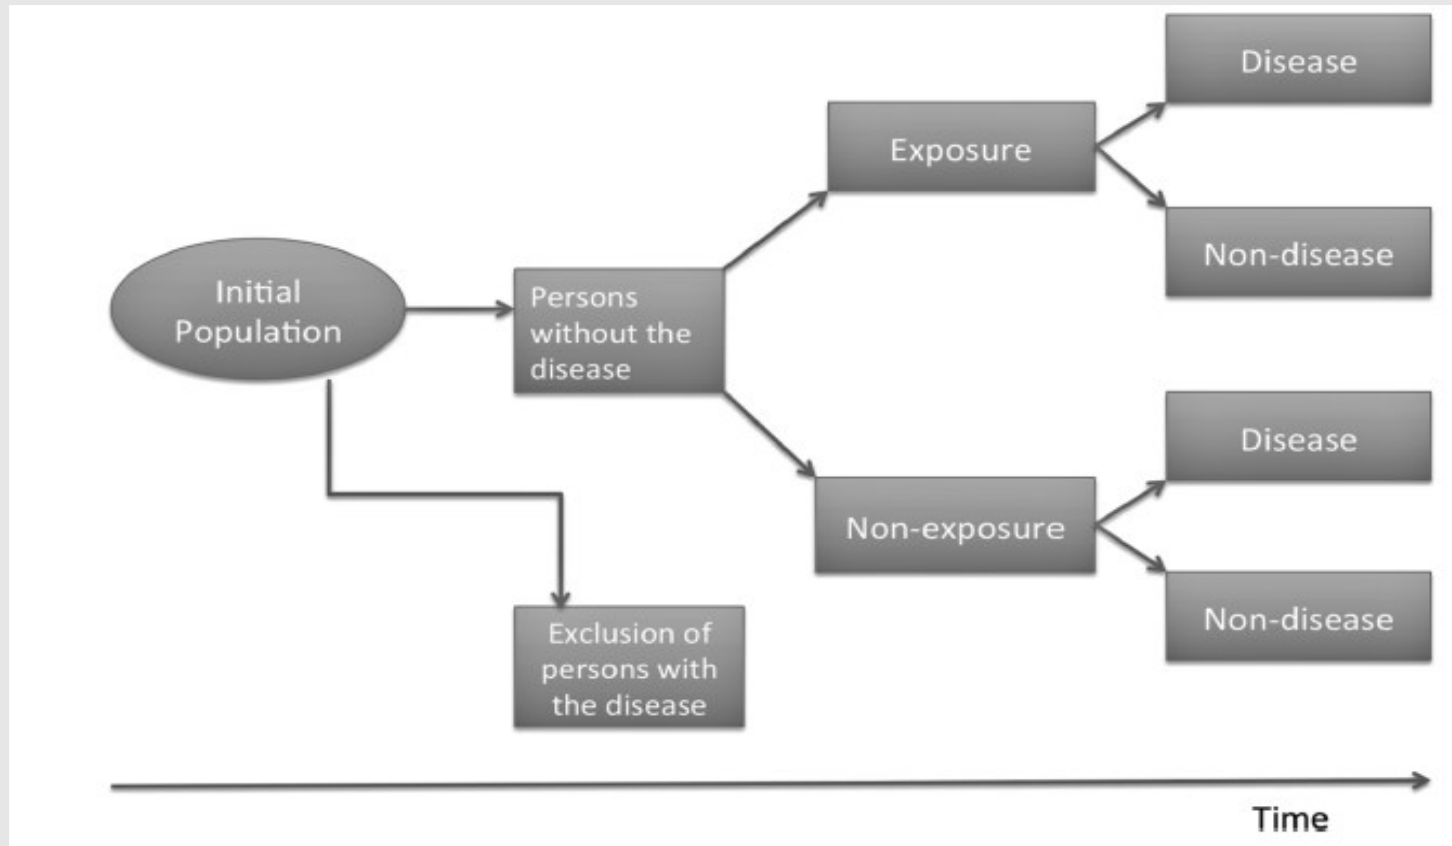 Disease
Exposure
Non-disease
Initial
Population
Persons
without the
disease
Disease
Non-exposure
Non-disease
Exclusion of
persons with
the disease
Time